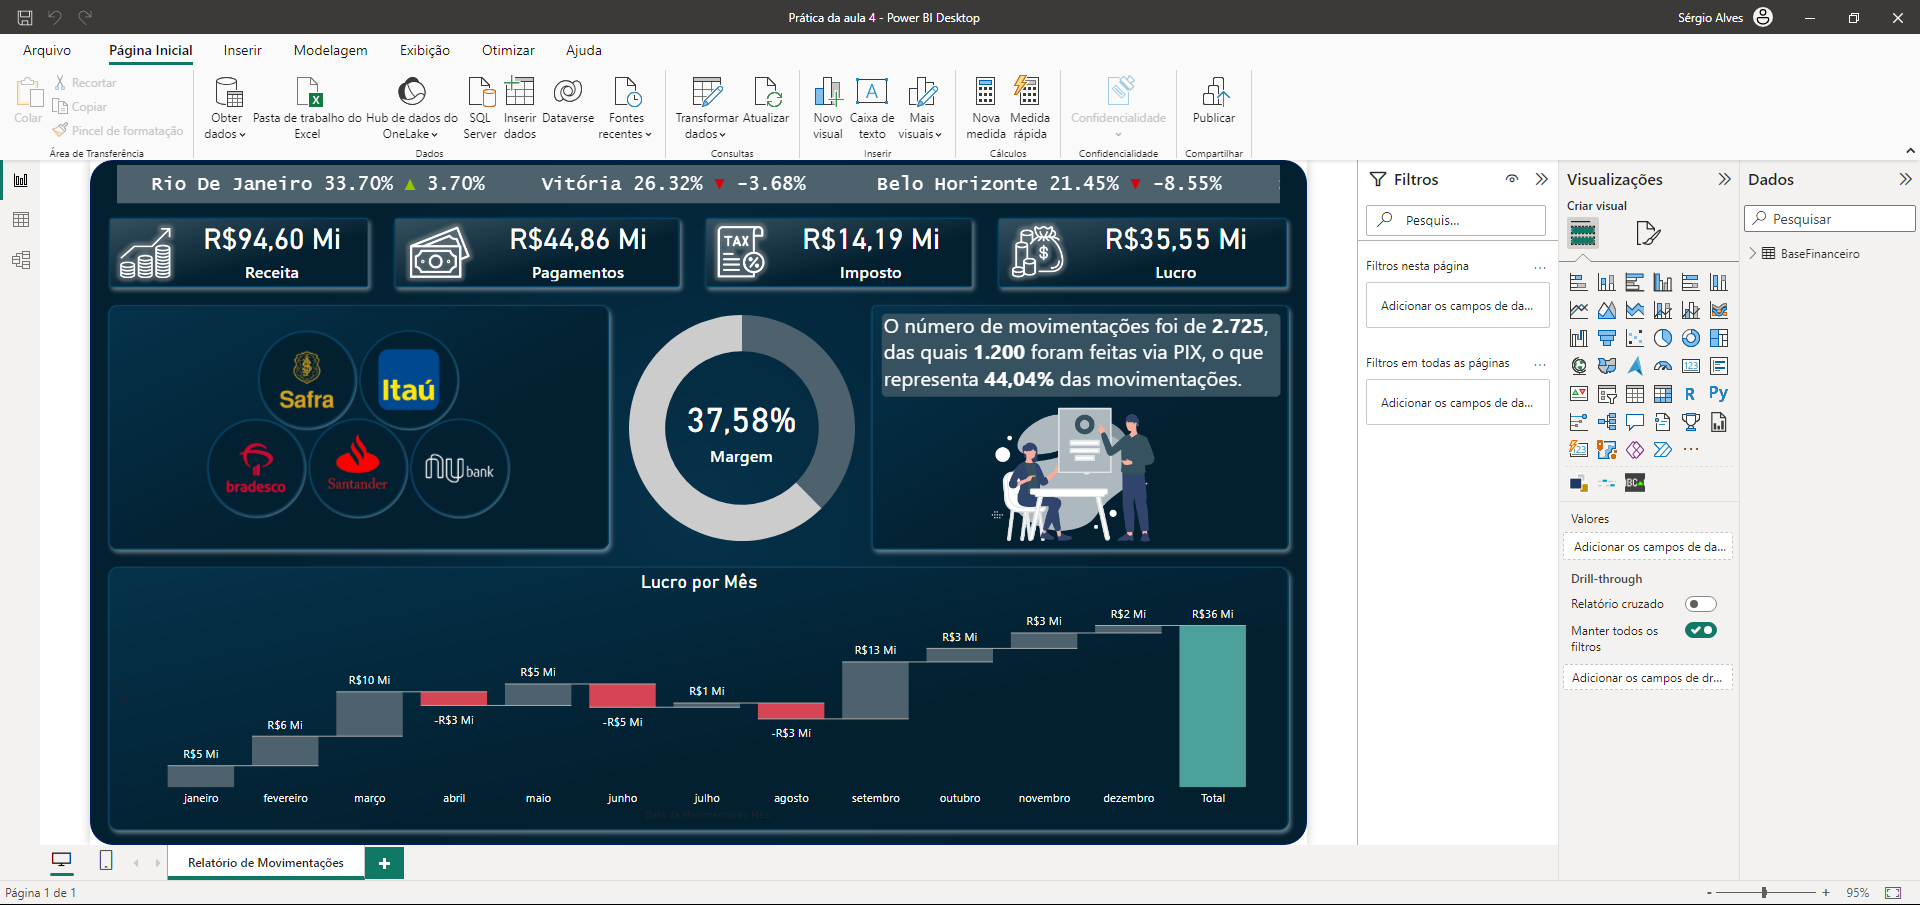 Prática da aula 4 - Power BI Desktop
Sérgio Alves
Arquivo
Página Inicial
Inserir
Modelagem
Exibição
Otimizar
Ajuda
Colar
Recortar
Copiar
Pincel de formatação
Área de Transferência
Obter dados
Pasta de trabalho do Excel
Hub de dados do OneLake
SQL Server
Inserir dados
Dataverse
Fontes recentes
Dados
Transformar dados
Atualizar
Consultas
Novo visual
Caixa de texto
Mais visuais
Inserir
Nova medida
Medida rápida
Cálculos
Confidencialidade
Confidencialidade
Publicar
Compartilhar
Rio De Janeiro 33.70% ▲ 3.70%
Vitória 26.32% ▼ -3.68%
Belo Horizonte 21.45% ▼ -8.55%
R$94,60 Mi
Receita
R$44,86 Mi
Pagamentos
TAX
R$14,19 Mi
Imposto
R$35,55 Mi
Lucro
Safra
Itaú
bradesco
Santander
nu bank
37,58%
Margem
O número de movimentações foi de 2.725,
das quais 1.200 foram feitas via PIX, o que
representa 44,04% das movimentações.
Lucro por Mês
R$5 Mi
R$6 Mi
R$10 Mi
-R$3 Mi
R$5 Mi
-R$5 Mi
R$1 Mi
-R$3 Mi
R$13 Mi
R$3 Mi
R$3 Mi
R$2 Mi
R$36 Mi
janeiro
fevereiro
março
abril
maio
junho
julho
agosto
setembro
outubro
novembro
dezembro
Total
Filtros
Pesquis...
Filtros nesta página
Adicionar os campos de da...
Filtros em todas as páginas
Adicionar os campos de da...
Visualizações
Criar visual
123
R
Py
123
Valores
Adicionar os campos de da...
Drill-through
Relatório cruzado
Manter todos os
filtros
Adicionar os campos de dr...
Dados
Pesquisar
BaseFinanceiro
Relatório de Movimentações
Página 1 de 1
- + 95%